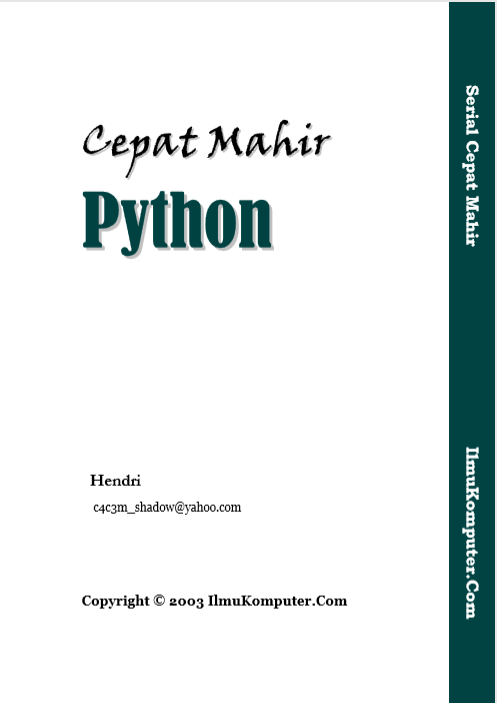 Cepat Mahir
Python
Hendri
c4c3m_shadow@yahoo.com
Copyright © 2003 IlmuKomputer.Com
Serial Cepat Mahir
IlmuKomputer.Com